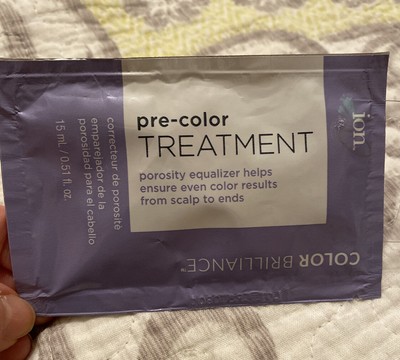 pre-color
TREATMENT
porosity equalizer helps
ensure even color results
from scalp to ends
correcteur de porosité
emparejador de la
porosidad para el cabello
15 mL / 0.51 fl. oz.
ion
COLOR BRILLIANCE™